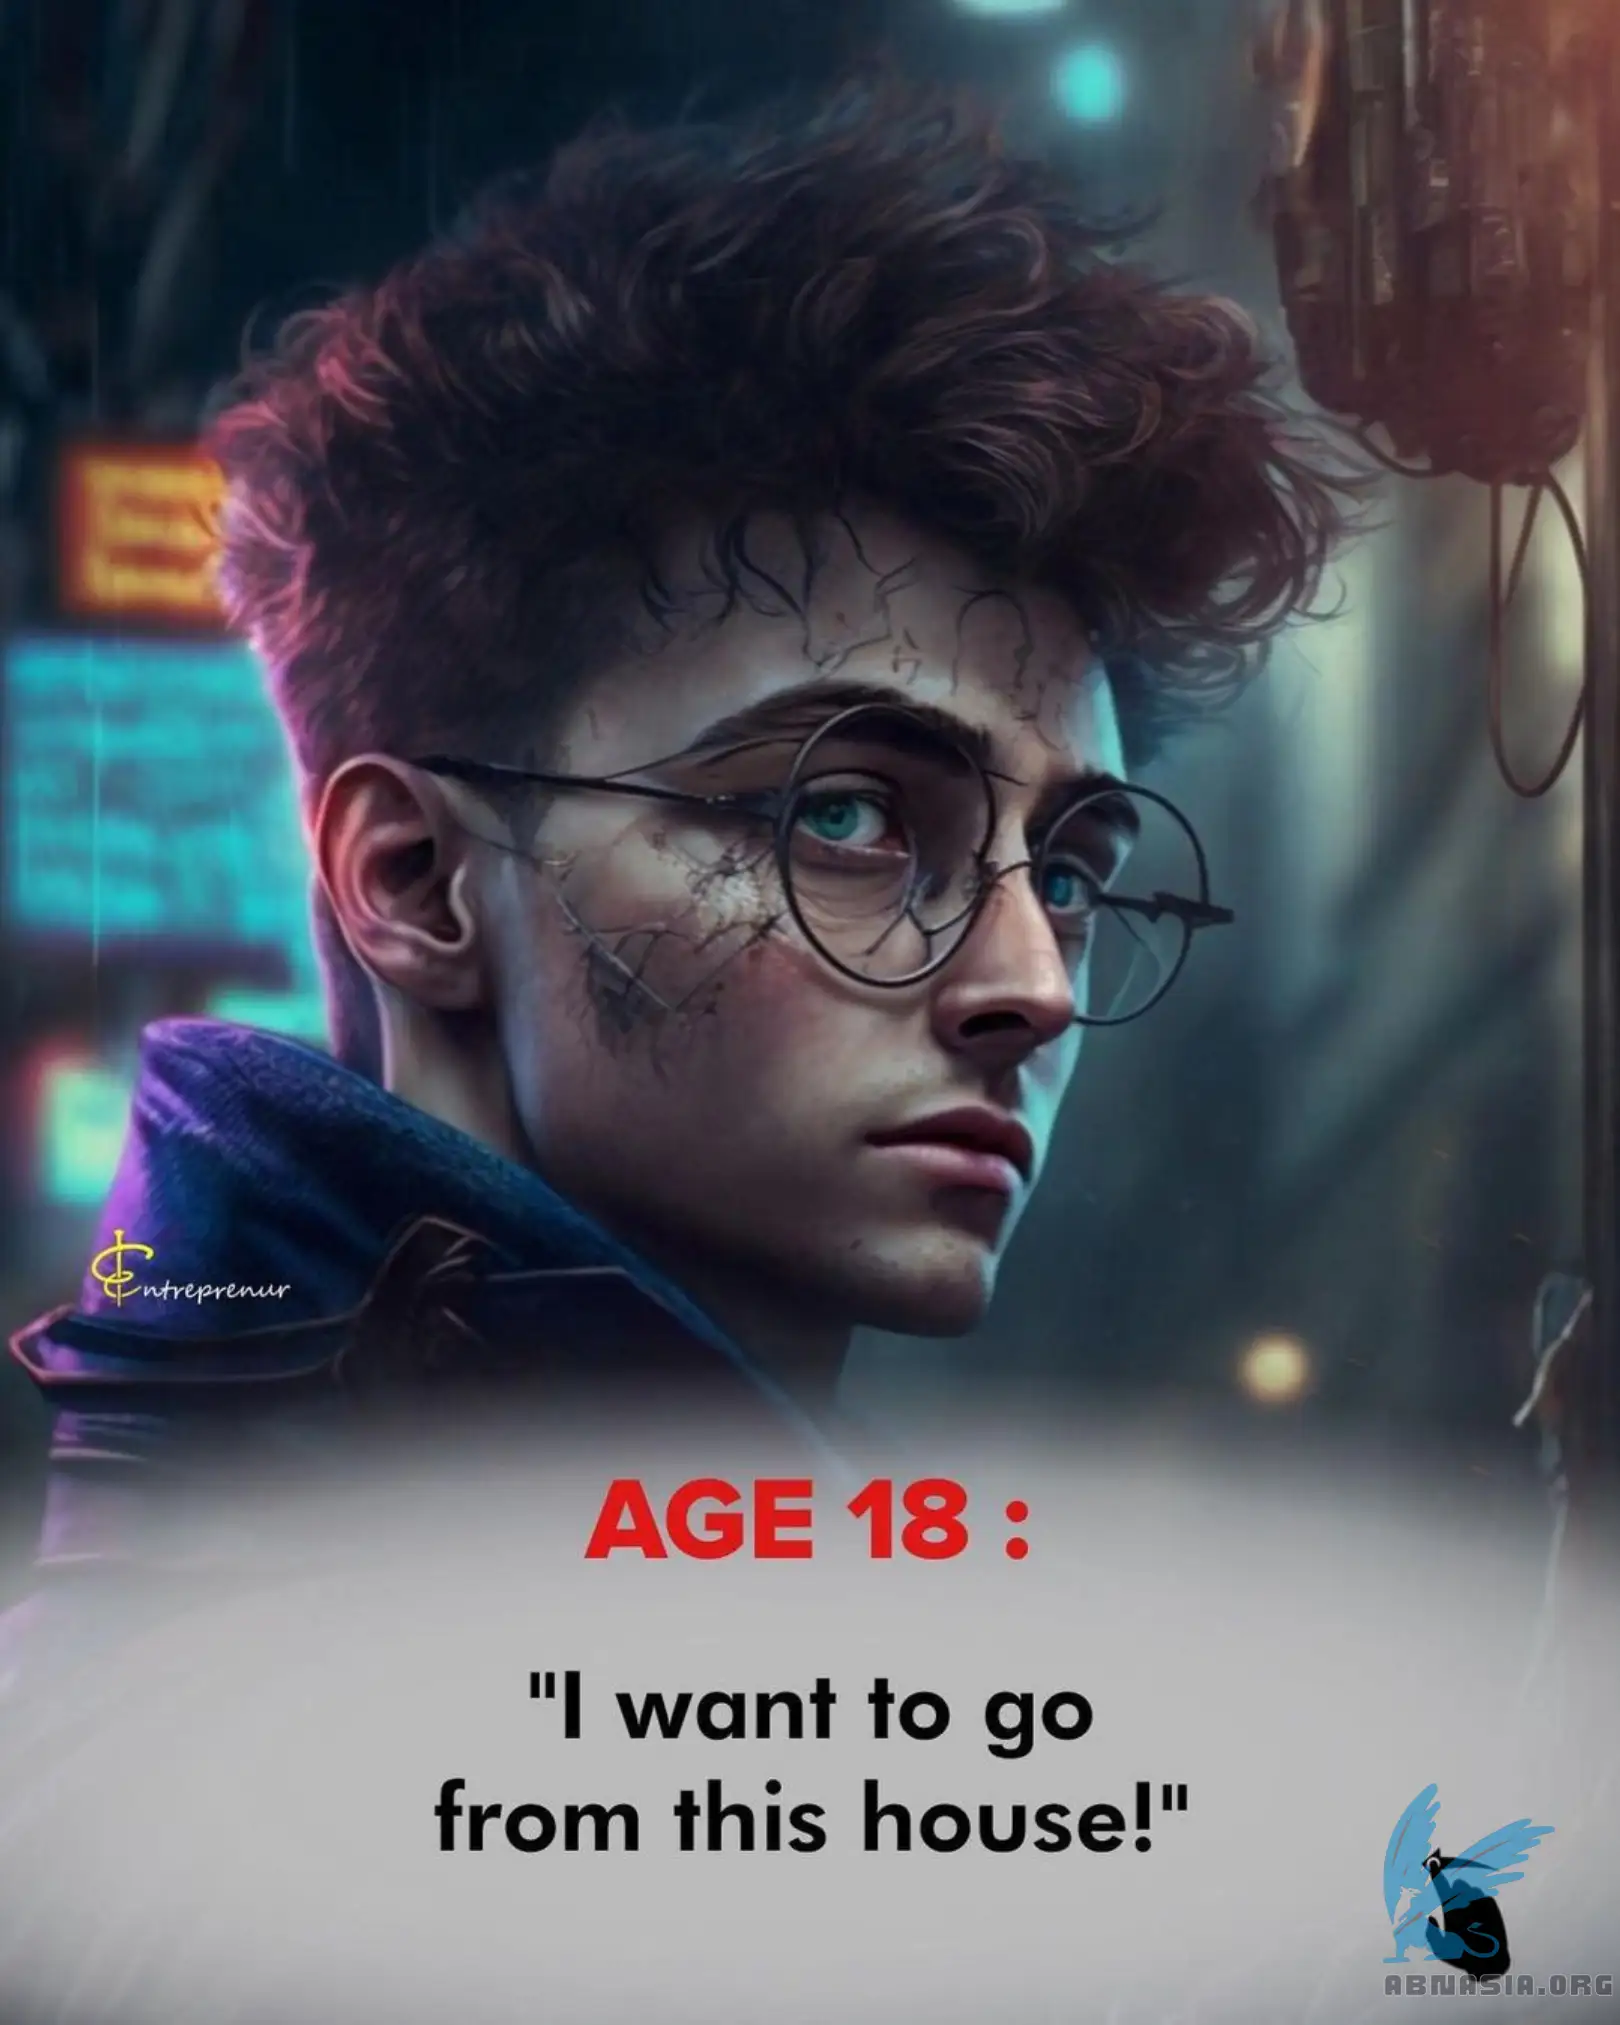 Entreprenur
AGE 18 :
"I want to go
from this house!"
ABNASIA.ORG